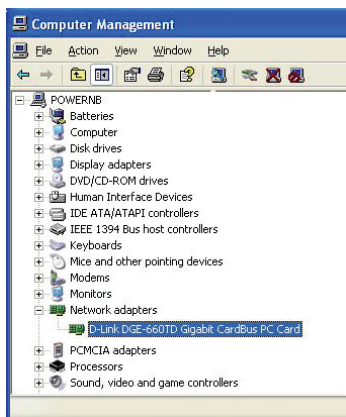 Computer Management
File Action View Window Help
POWERNB
Batteries
Computer
Disk drives
Display adapters
DVD/CD-ROM drives
Human Interface Devices
IDE ATA/ATAPI controllers
IEEE 1394 Bus host controllers
Keyboards
Mice and other pointing devices
Modems
Monitors
Network adapters
D-Link DGE-660TD Gigabit CardBus PC Card
PCMCIA adapters
Processors
Sound, video and game controllers